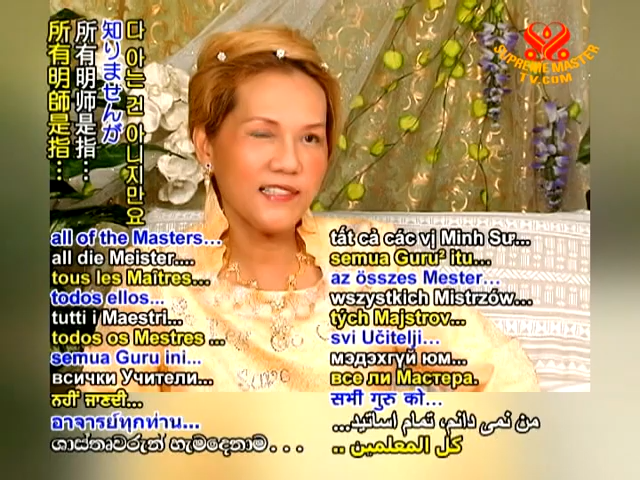 SUPREME MASTER
TV.COM
다 아는 건 아니지만요
知りませんが
所有明师是指...
所有明師是指...
all of the Masters...
all die Meister....
tous les Maîtres...
todos ellos...
tutti i Maestri...
todos os Mestres ...
semua Guru ini...
всички Учители...
ਨਹੀਂ ਜਾਣਦੀ...
อาจารย์ทุกท่าน...
ශාස්තෘවරුන් හැමදෙනාම . . .
tất cả các vị Minh Sư...
semua Guru² itu...
az összes Mester...
wszystkich Mistrzów...
tých Majstrov...
svi Učitelji...
мэдэхгүй юм...
все ли Мастера.
सभी गुरु को...
من نمی دانم، تمام اساتید...
كل المعلمين ..